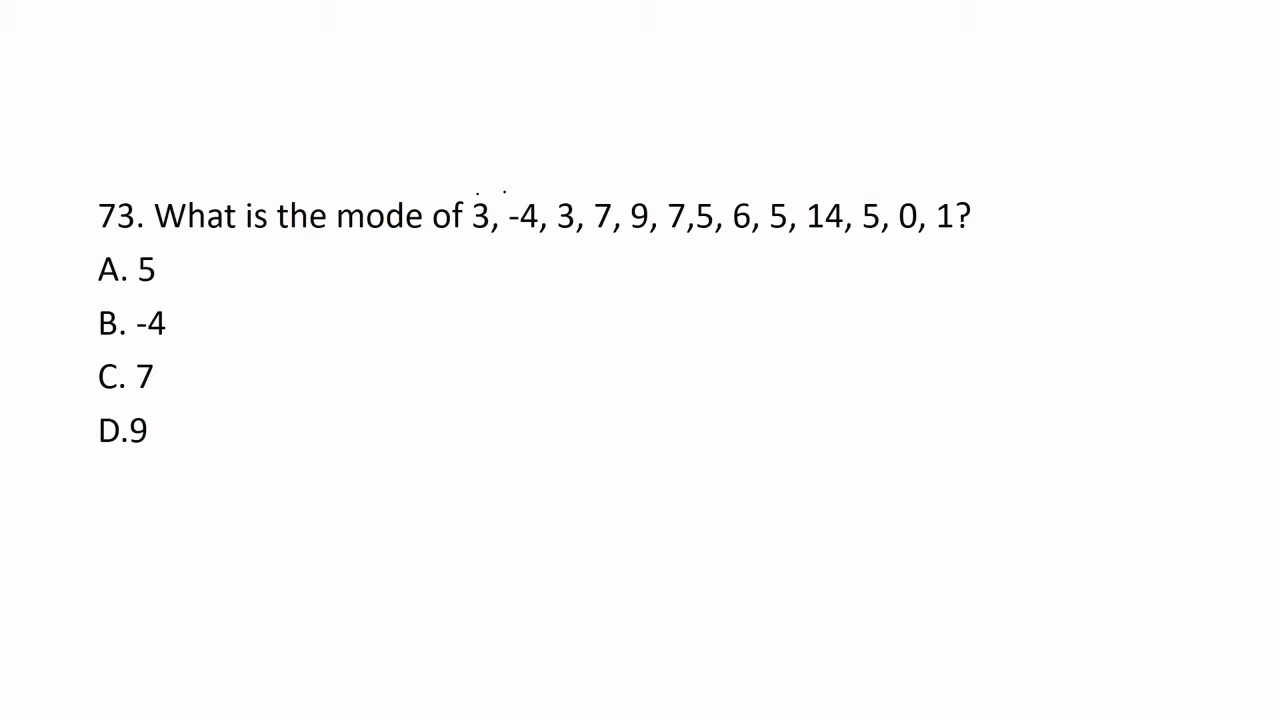 73. What is the mode of 3, -4, 3, 7, 9, 7,5, 6, 5, 14, 5, 0, 1?
A. 5
B. -4
C. 7
D.9